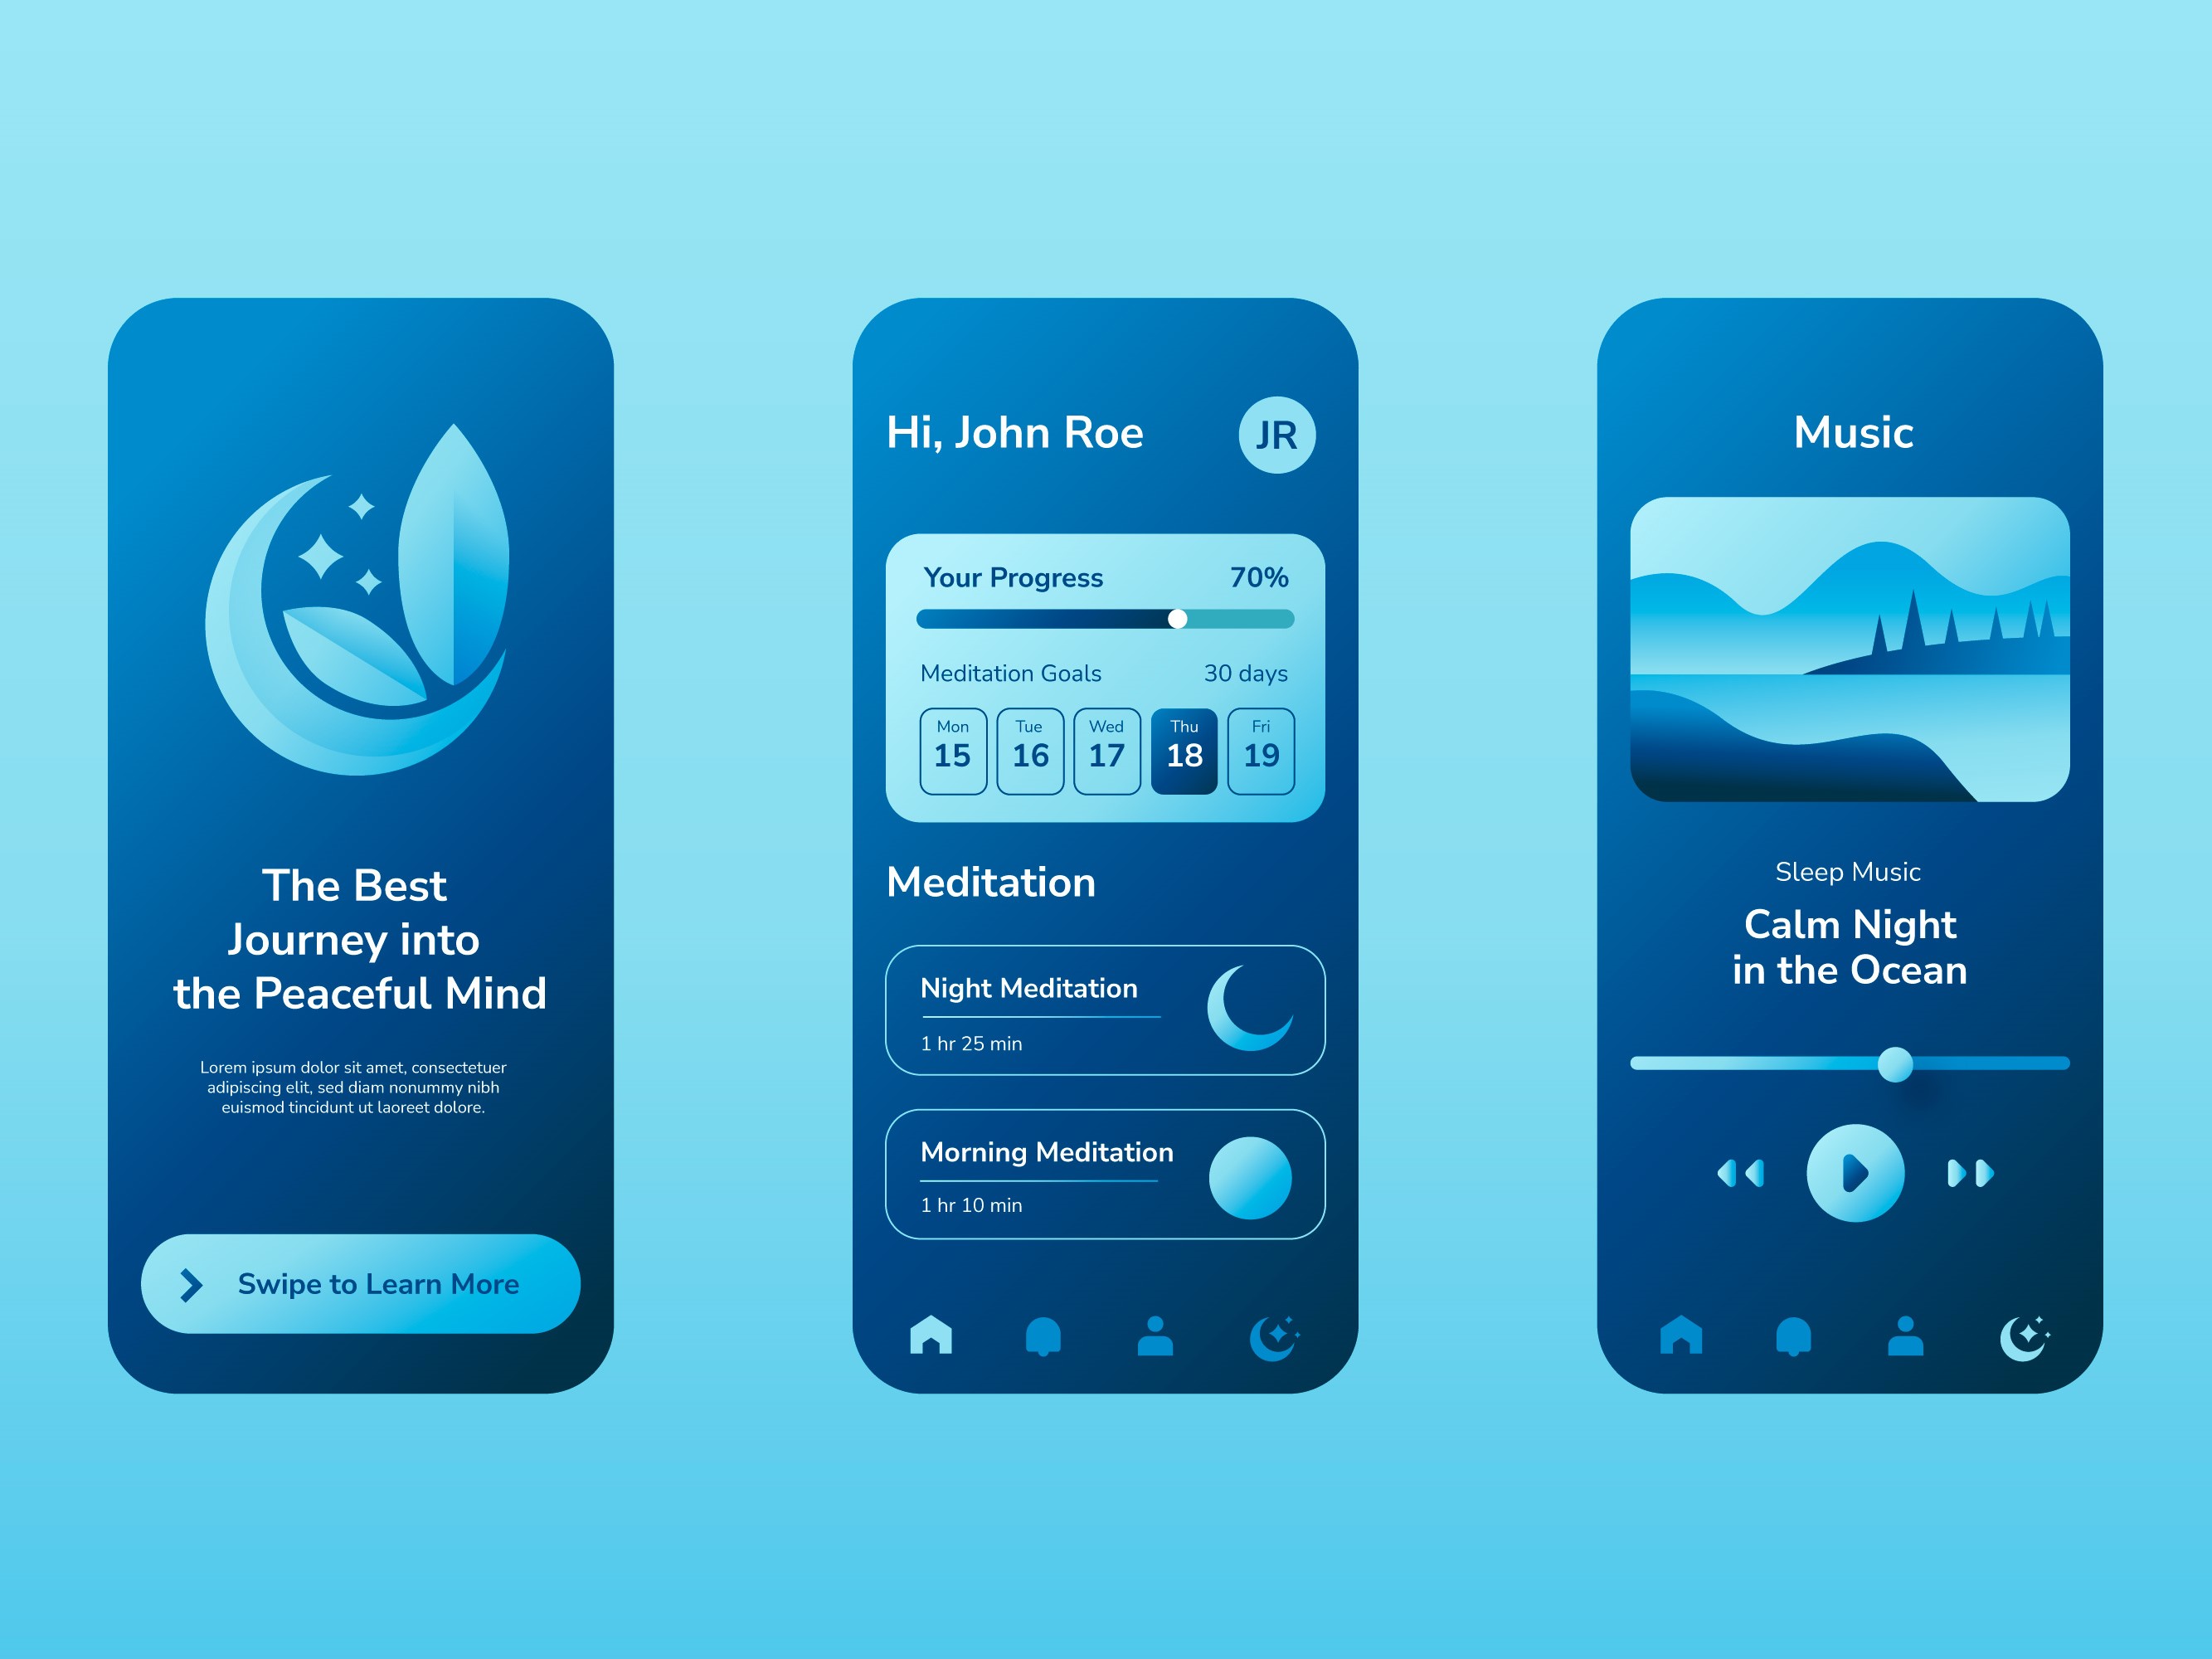 The Best
Journey into
the Peaceful Mind
Lorem ipsum dolor sit amet, consectetuer
adipiscing elit, sed diam nonummy nibh
euismod tincidunt ut laoreet dolore.
Swipe to Learn More
Hi, John Roe
JR
Your Progress 70%
Meditation Goals 30 days
Mon Tue Wed Thu Fri
15 16 17 18 19
Meditation
Night Meditation
1 hr 25 min
Morning Meditation
1 hr 10 min
Music
Sleep Music
Calm Night
in the Ocean